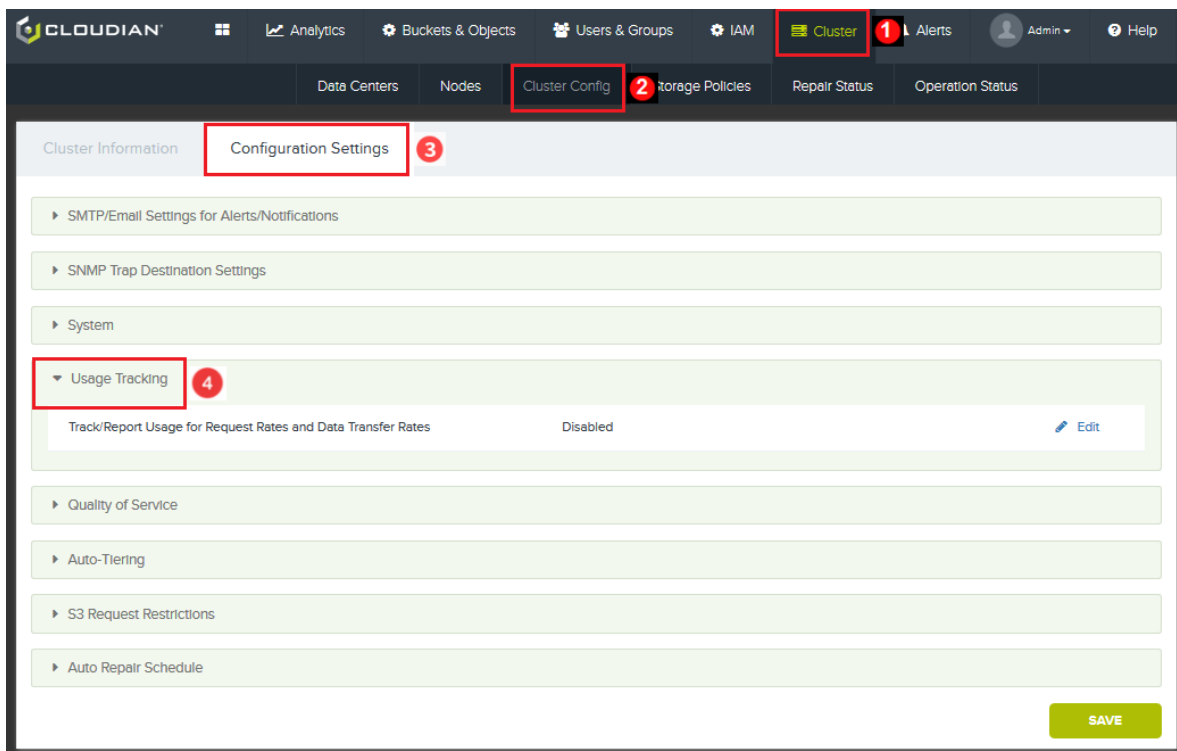 CLOUDIAN Analytics Buckets & Objects Users & Groups IAM Cluster 1 Alerts Admin Help
Data Centers Nodes Cluster Config 2 Storage Policies Repair Status Operation Status
Cluster Information Configuration Settings 3
SMTP/Email Settings for Alerts/Notifications
SNMP Trap Destination Settings
System
Usage Tracking 4
Track/Report Usage for Request Rates and Data Transfer Rates Disabled Edit
Quality of Service
Auto-Tiering
S3 Request Restrictions
Auto Repair Schedule
SAVE